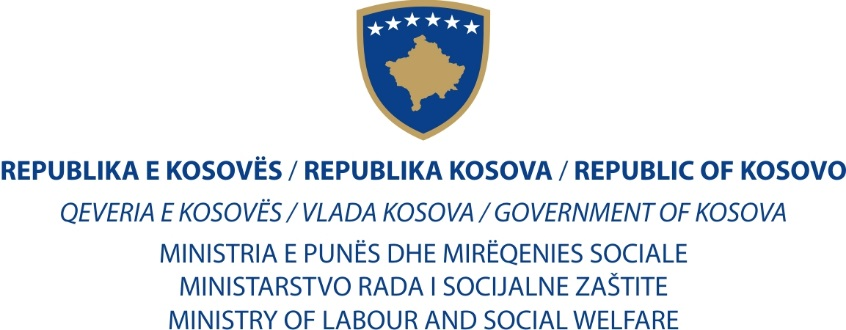 REPUBLIKA E KOSOVËS / REPUBLIKA KOSOVA / REPUBLIC OF KOSOVO
QEVERIA E KOSOVËS / VLADA KOSOVA / GOVERNMENT OF KOSOVA
MINISTRIA E PUNËS DHE MIRËQENIES SOCIALE
MINISTARSTVO RADA I SOCIJALNE ZAŠTITE
MINISTRY OF LABOUR AND SOCIAL WELFARE